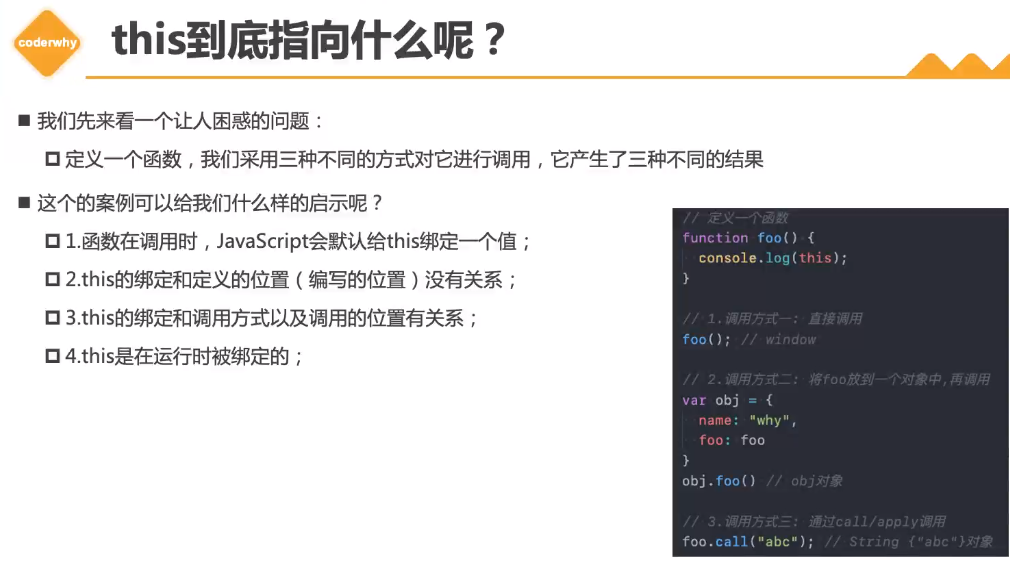 coderwhy
this到底指向什么呢？
■ 我们先来看一个让人困惑的问题：
定义一个函数，我们采用三种不同的方式对它进行调用，它产生了三种不同的结果
■ 这个的案例可以给我们什么样的启示呢？
1.函数在调用时，JavaScript会默认给this绑定一个值；
2.this的绑定和定义的位置（编写的位置）没有关系；
3.this的绑定和调用方式以及调用的位置有关系；
4.this是在运行时被绑定的；
// 定义一个函数
function foo() {
console.log(this);
}
// 1.调用方式一: 直接调用
foo(); // window
// 2.调用方式二: 将foo放到一个对象中,再调用
var obj = {
name: "why",
foo: foo
}
obj.foo() // obj对象
// 3.调用方式三: 通过call/apply调用
foo.call("abc"); // String {"abc"}对象